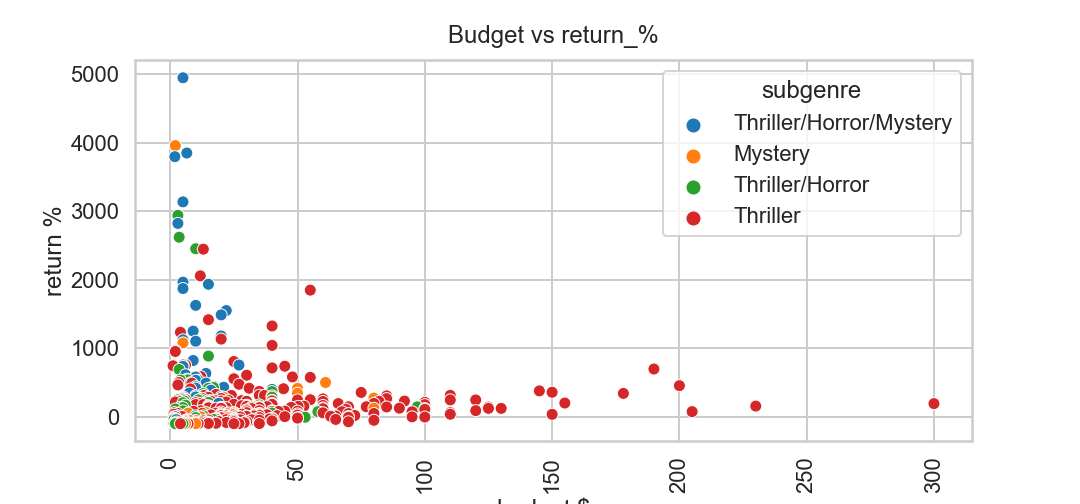 Budget vs return_%
return %
5000
4000
3000
2000
1000
0
subgenre
Thriller/Horror/Mystery
Mystery
Thriller/Horror
Thriller
0
50
100
150
200
250
300